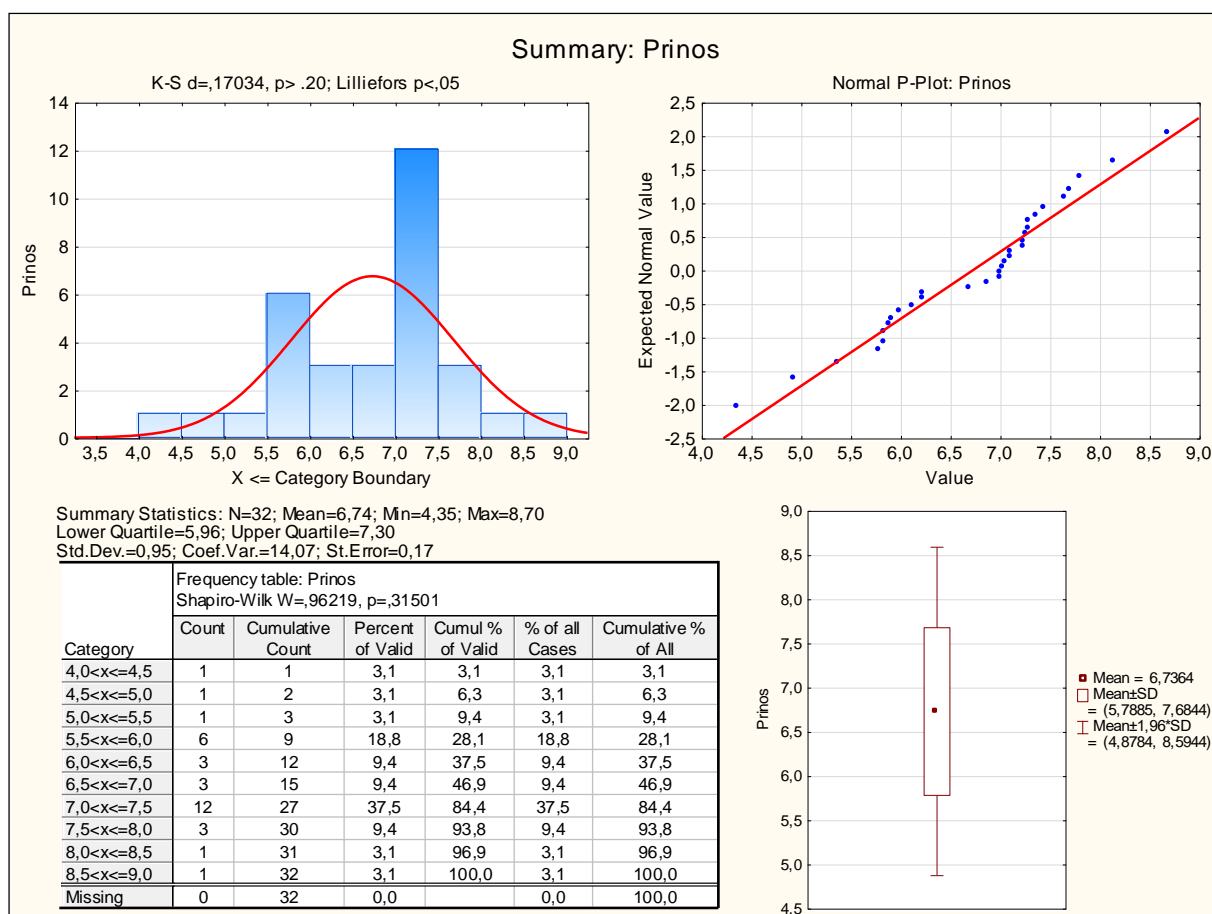 Summary: Prinos
K-S d=,17034, p> .20; Lilliefors p<,05
14
12
10
8
6
4
2
0
Prinos
3,5 4,0 4,5 5,0 5,5 6,0 6,5 7,0 7,5 8,0 8,5 9,0
X <= Category Boundary
Normal P-Plot: Prinos
2,5
2,0
1,5
1,0
0,5
0,0
-0,5
-1,0
-1,5
-2,0
-2,5
Expected Normal Value
4,0 4,5 5,0 5,5 6,0 6,5 7,0 7,5 8,0 8,5 9,0
Value
Summary Statistics: N=32; Mean=6,74; Min=4,35; Max=8,70
Lower Quartile=5,96; Upper Quartile=7,30
Std.Dev.=0,95; Coef.Var.=14,07; St.Error=0,17
Frequency table: Prinos
Shapiro-Wilk W=,96219, p=,31501
Category Count Cumulative Count Percent of Valid Cumul % of Valid % of all Cases Cumulative % of All
4,0<x<=4,5 1 1 3,1 3,1 3,1 3,1
4,5<x<=5,0 1 2 3,1 6,3 3,1 6,3
5,0<x<=5,5 1 3 3,1 9,4 3,1 9,4
5,5<x<=6,0 6 9 18,8 28,1 18,8 28,1
6,0<x<=6,5 3 12 9,4 37,5 9,4 37,5
6,5<x<=7,0 3 15 9,4 46,9 9,4 46,9
7,0<x<=7,5 12 27 37,5 84,4 37,5 84,4
7,5<x<=8,0 3 30 9,4 93,8 9,4 93,8
8,0<x<=8,5 1 31 3,1 96,9 3,1 96,9
8,5<x<=9,0 1 32 3,1 100,0 3,1 100,0
Missing 0 32 0,0 0,0 100,0
9,0
8,5
8,0
7,5
7,0
6,5
6,0
5,5
5,0
4,5
Prinos
Mean = 6,7364
Mean±SD
= (5,7885, 7,6844)
Mean±1,96*SD
= (4,8784, 8,5944)